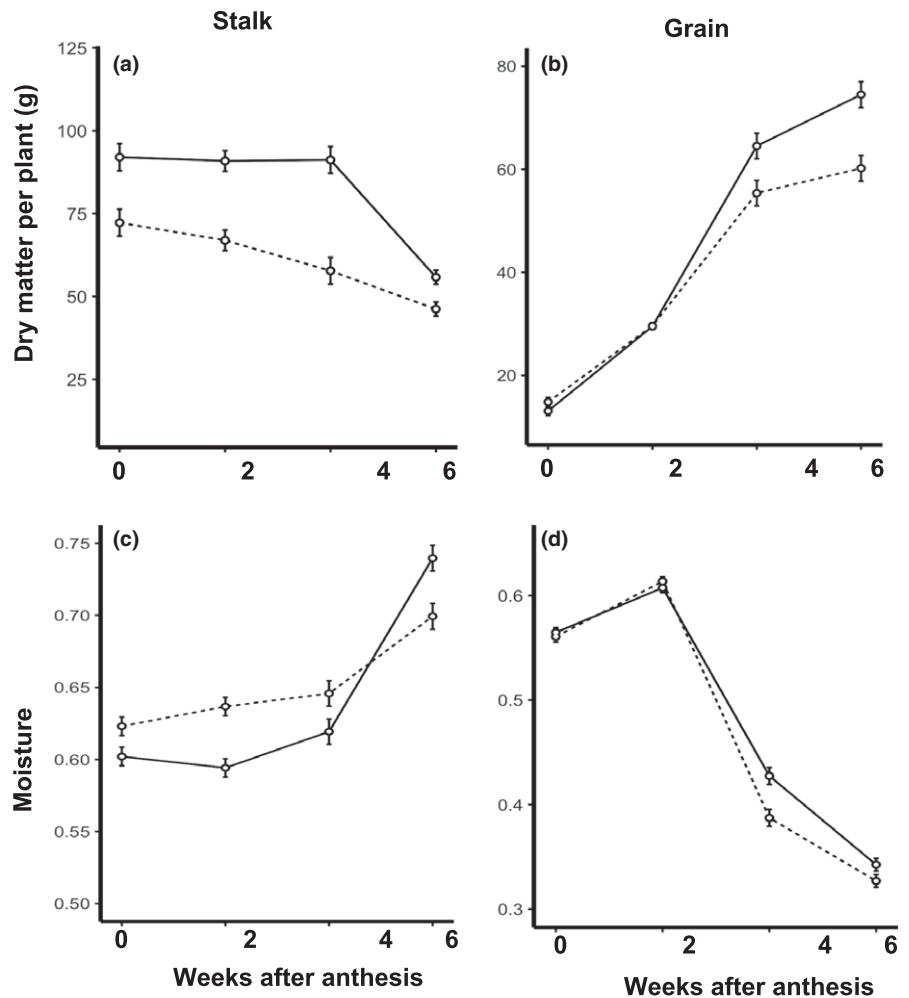 Stalk
Grain
(a)
(b)
Dry matter per plant (g)
125
100
75
50
25
0 2 4 6
80
60
40
20
0 2 4 6
(c)
(d)
Moisture
0.75
0.70
0.65
0.60
0.55
0.50
0 2 4 6
Weeks after anthesis
0.6
0.5
0.4
0.3
0 2 4 6
Weeks after anthesis